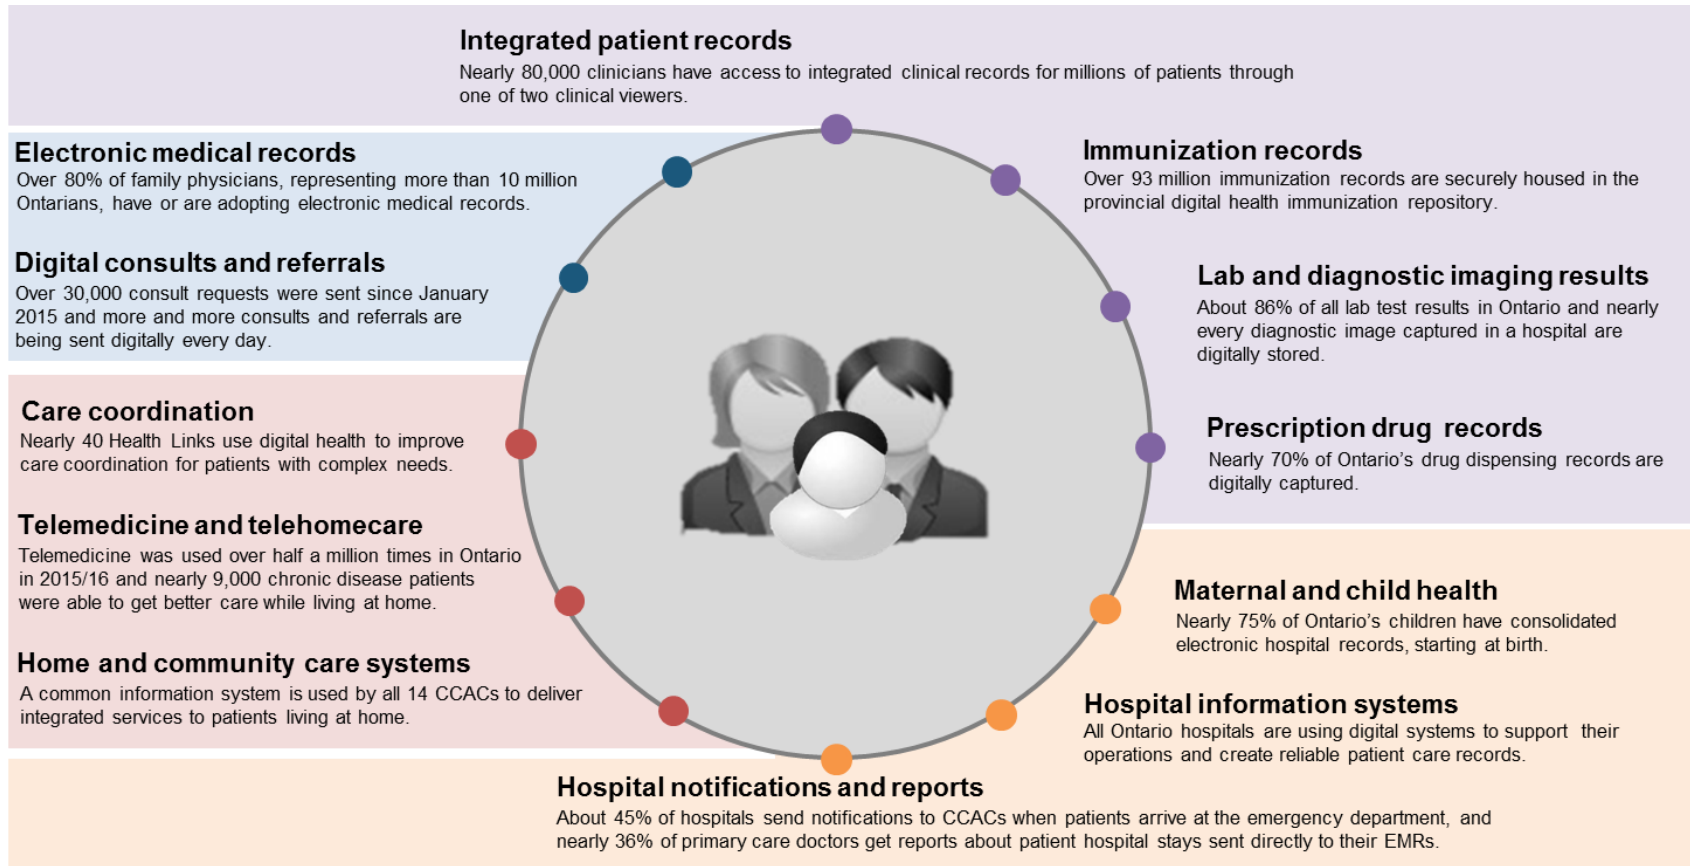 Integrated patient records
Nearly 80,000 clinicians have access to integrated clinical records for millions of patients through
one of two clinical viewers.
Electronic medical records
Over 80% of family physicians, representing more than 10 million
Ontarians, have or are adopting electronic medical records.
Digital consults and referrals
Over 30,000 consult requests were sent since January
2015 and more and more consults and referrals are
being sent digitally every day.
Care coordination
Nearly 40 Health Links use digital health to improve
care coordination for patients with complex needs.
Telemedicine and telehomecare
Telemedicine was used over half a million times in Ontario
in 2015/16 and nearly 9,000 chronic disease patients
were able to get better care while living at home.
Home and community care systems
A common information system is used by all 14 CCACs to deliver
integrated services to patients living at home.
Immunization records
Over 93 million immunization records are securely housed in the
provincial digital health immunization repository.
Lab and diagnostic imaging results
About 86% of all lab test results in Ontario and nearly
every diagnostic image captured in a hospital are
digitally stored.
Prescription drug records
Nearly 70% of Ontario's drug dispensing records are
digitally captured.
Maternal and child health
Nearly 75% of Ontario's children have consolidated
electronic hospital records, starting at birth.
Hospital information systems
All Ontario hospitals are using digital systems to support their
operations and create reliable patient care records.
Hospital notifications and reports
About 45% of hospitals send notifications to CCACs when patients arrive at the emergency department, and
nearly 36% of primary care doctors get reports about patient hospital stays sent directly to their EMRs.